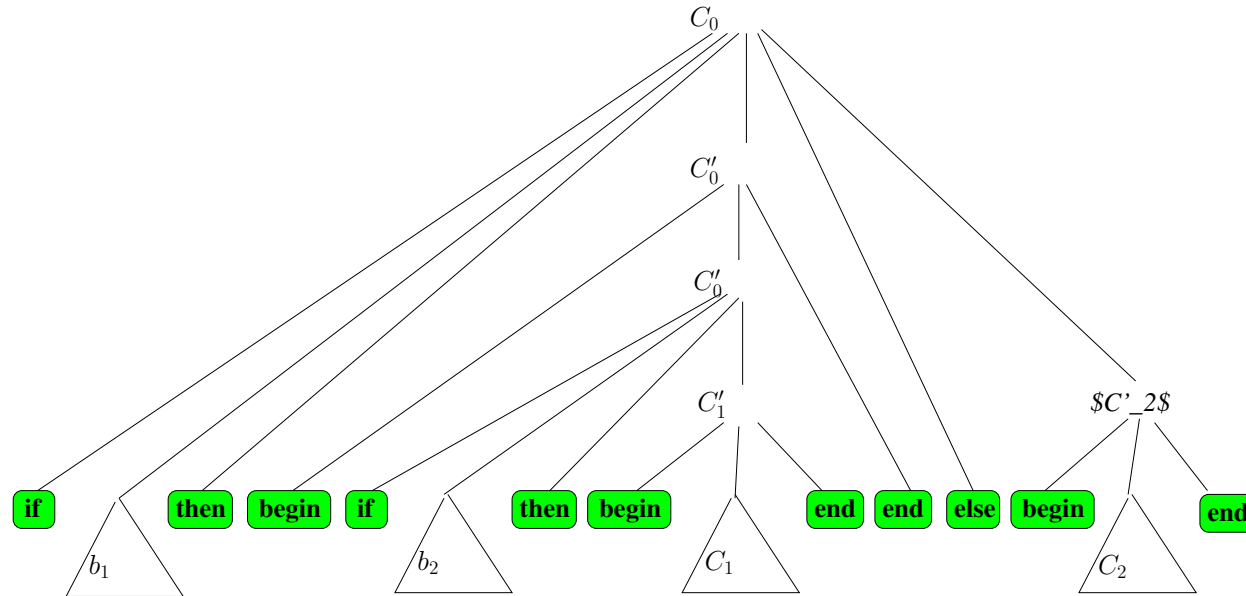 C₀
C′₀
C′₀
C′₁ $C’_2$
if then begin if then begin end end else begin end
b₁ b₂ C₁ C₂